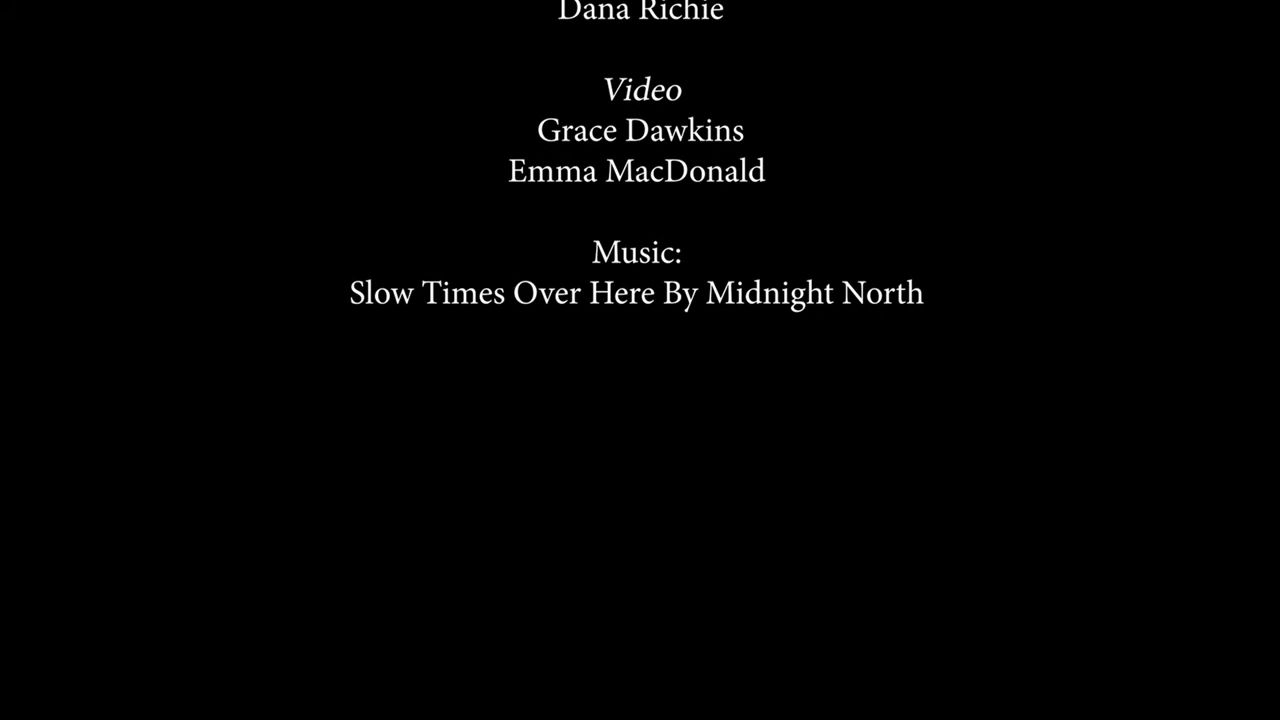 Dana Richie
Video
Grace Dawkins
Emma MacDonald
Music:
Slow Times Over Here By Midnight North